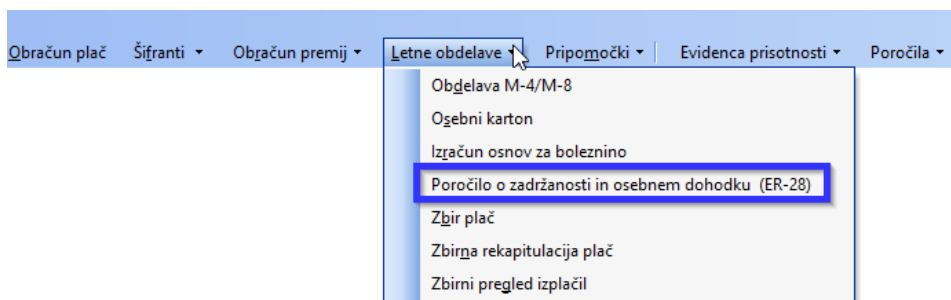 Obračun plač Šifranti Obračun premij Letne obdelave Pripomočki Evidenca prisotnosti Poročila
Obdelava M-4/M-8
Osebni karton
Izračun osnov za boleznino
Poročilo o zadržanosti in osebnem dohodku (ER-28)
Zbir plač
Zbirna rekapitulacija plač
Zbirni pregled izplačil